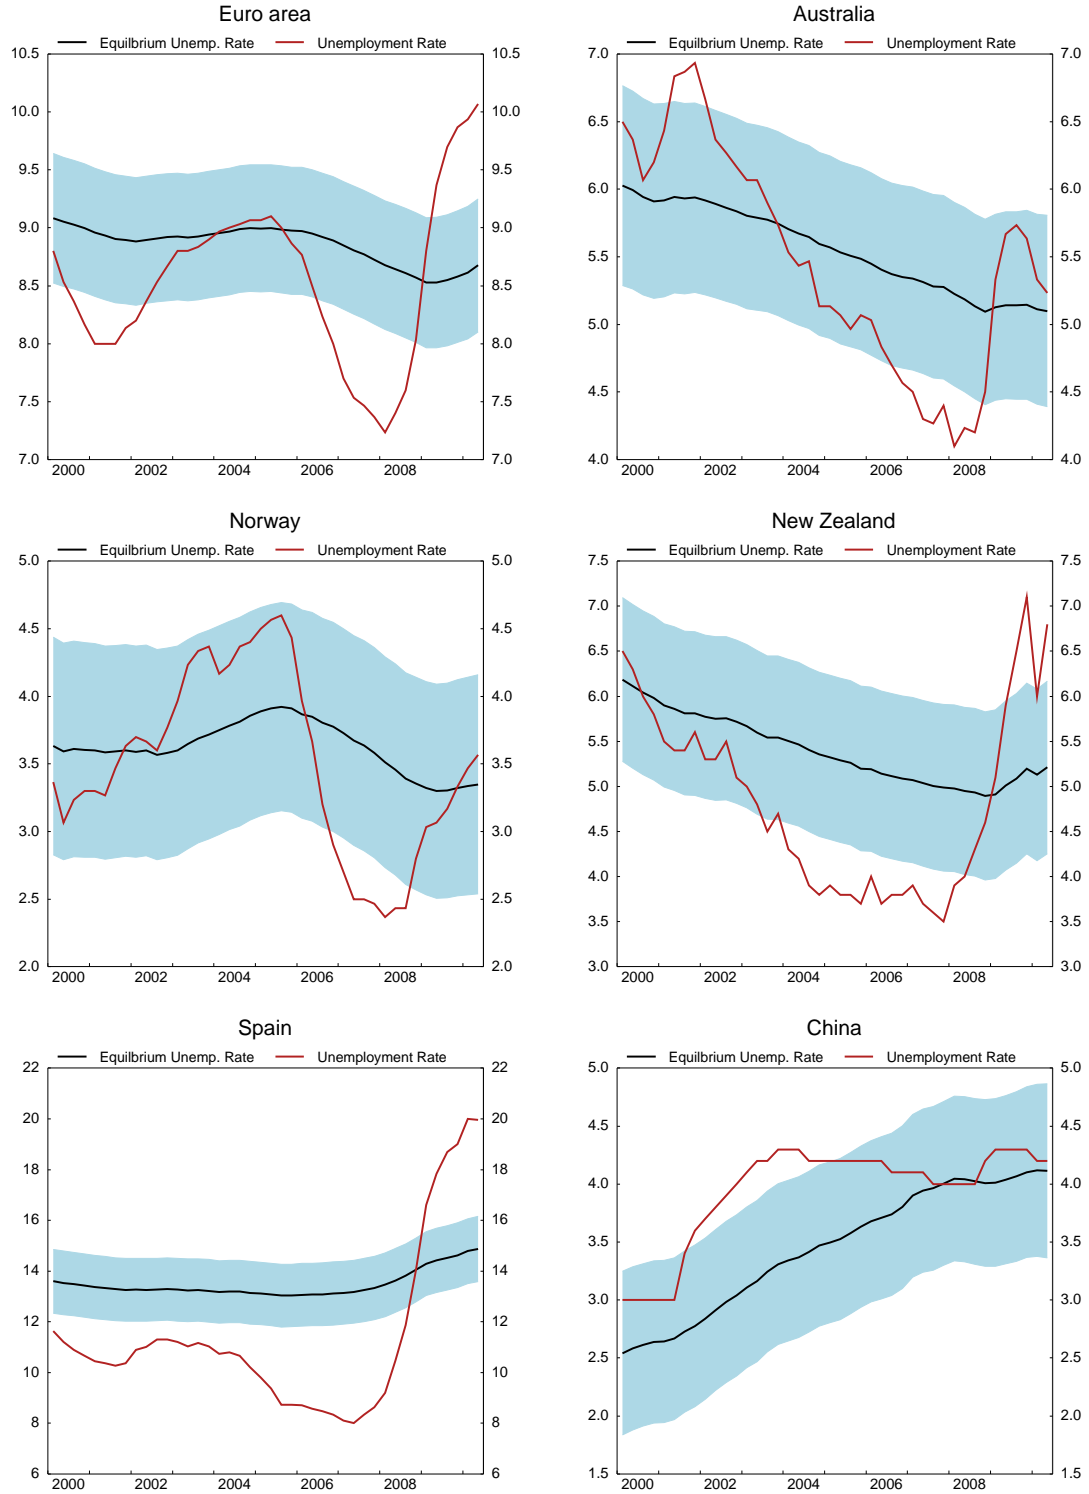 Euro area
Equilbrium Unemp. Rate Unemployment Rate
10.5 10.5
10.0 10.0
9.5 9.5
9.0 9.0
8.5 8.5
8.0 8.0
7.5 7.5
7.0 7.0
2000 2002 2004 2006 2008
Australia
Equilbrium Unemp. Rate Unemployment Rate
7.0 7.0
6.5 6.5
6.0 6.0
5.5 5.5
5.0 5.0
4.5 4.5
4.0 4.0
2000 2002 2004 2006 2008
Norway
Equilbrium Unemp. Rate Unemployment Rate
5.0 5.0
4.5 4.5
4.0 4.0
3.5 3.5
3.0 3.0
2.5 2.5
2.0 2.0
2000 2002 2004 2006 2008
New Zealand
Equilbrium Unemp. Rate Unemployment Rate
7.5 7.5
7.0 7.0
6.5 6.5
6.0 6.0
5.5 5.5
5.0 5.0
4.5 4.5
4.0 4.0
3.5 3.5
3.0 3.0
2000 2002 2004 2006 2008
Spain
Equilbrium Unemp. Rate Unemployment Rate
22 22
20 20
18 18
16 16
14 14
12 12
10 10
8 8
6 6
2000 2002 2004 2006 2008
China
Equilbrium Unemp. Rate Unemployment Rate
5.0 5.0
4.5 4.5
4.0 4.0
3.5 3.5
3.0 3.0
2.5 2.5
2.0 2.0
1.5 1.5
2000 2002 2004 2006 2008